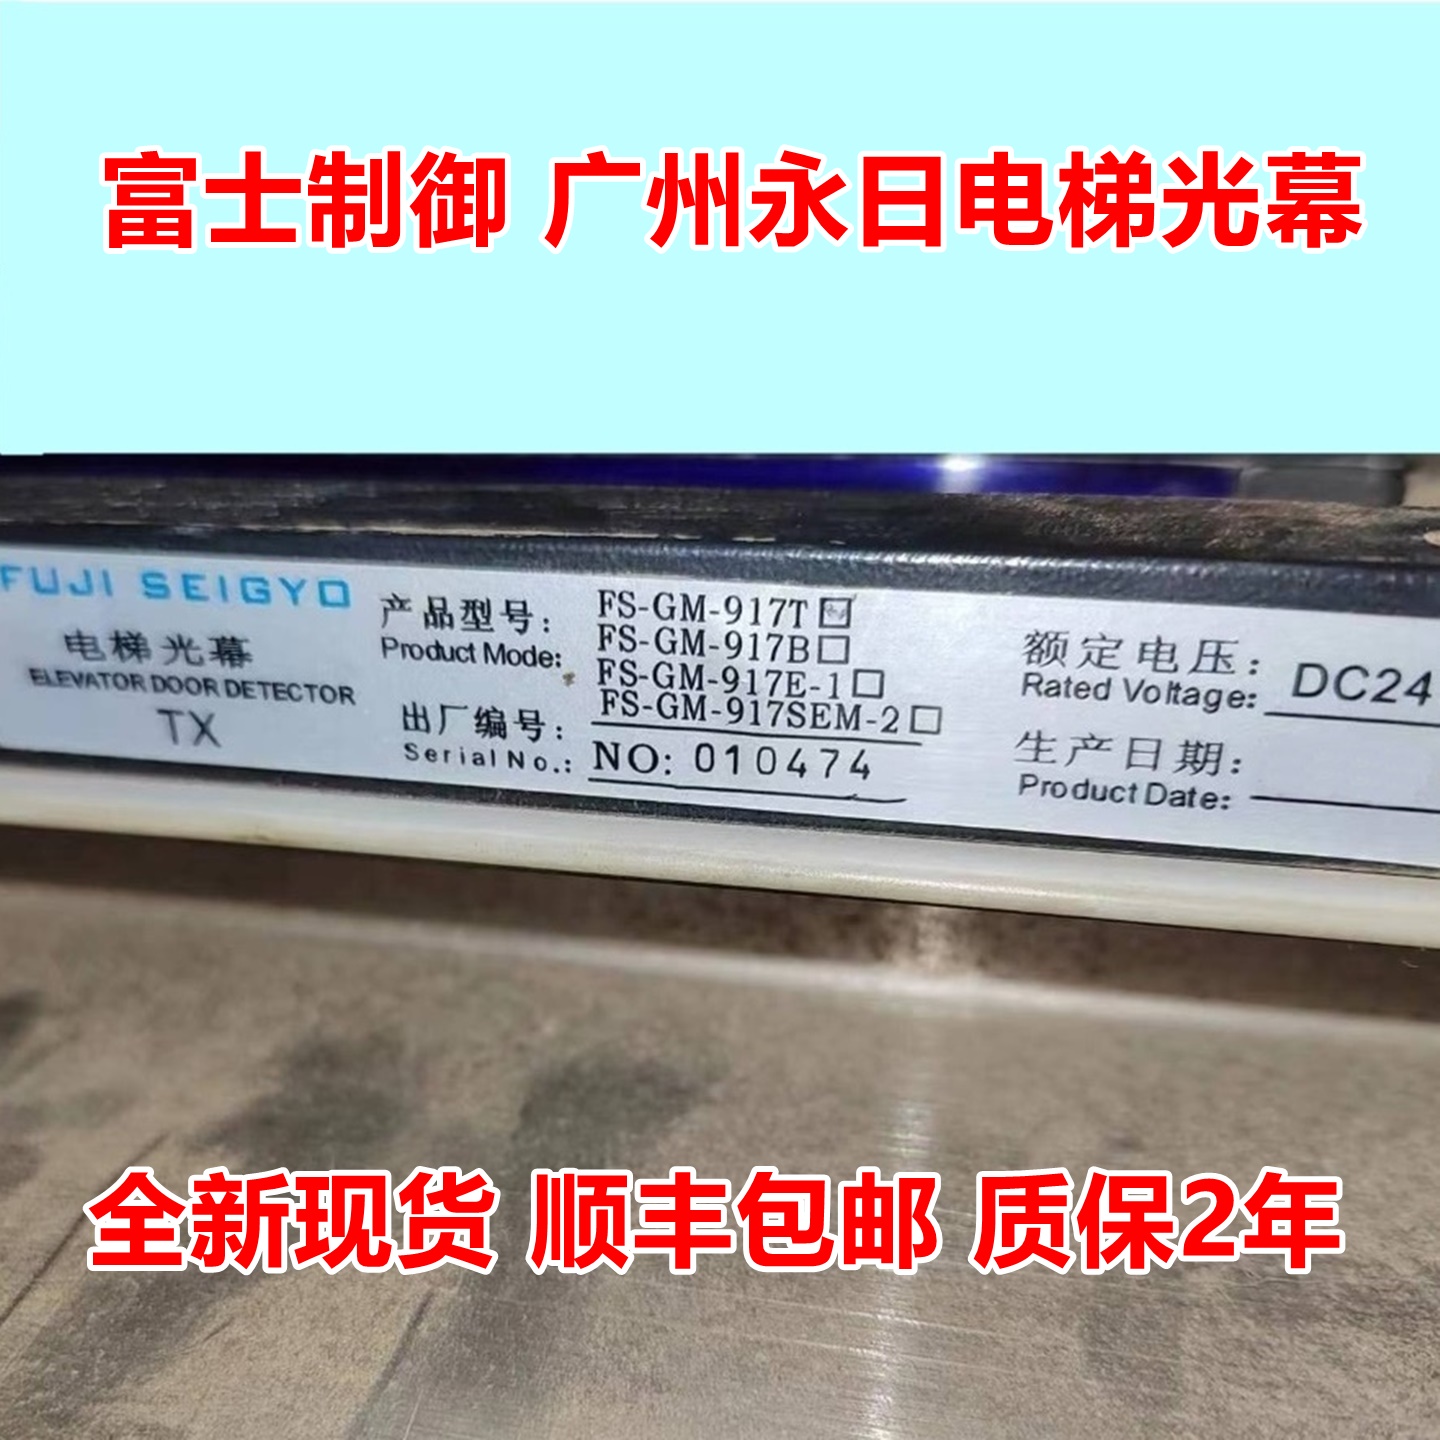 富士制御 广州永日电梯光幕
FUJI SEIGYO
电梯光幕
ELEVATOR DOOR DETECTOR
TX
产品型号：
Product Mode:
FS-GM-917T
FS-GM-917B
FS-GM-917E-1
FS-GM-917SEM-2
出厂编号：
Serial No.:
NO: 010474
额定电压：
Rated Voltage:
DC24
生产日期：
Product Date:
全新现货 顺丰包邮 质保2年